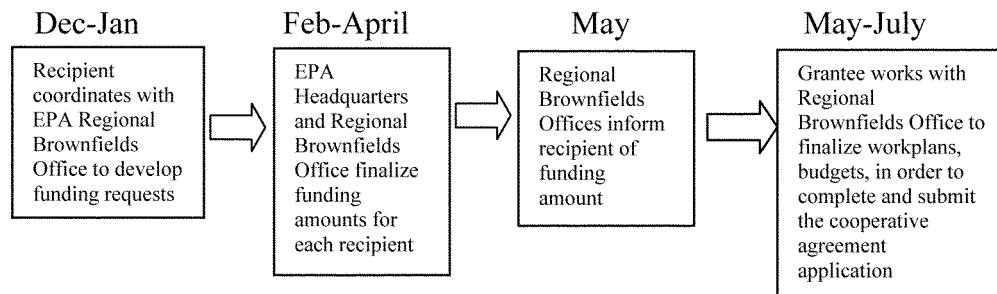 Dec-Jan
Recipient
coordinates with
EPA Regional
Brownfields
Office to develop
funding requests
Feb-April
EPA
Headquarters
and Regional
Brownfields
Office finalize
funding
amounts for
each recipient
May
Regional
Brownfields
Offices inform
recipient of
funding
amount
May-July
Grantee works with
Regional
Brownfields Office to
finalize workplans,
budgets, in order to
complete and submit
the cooperative
agreement
application